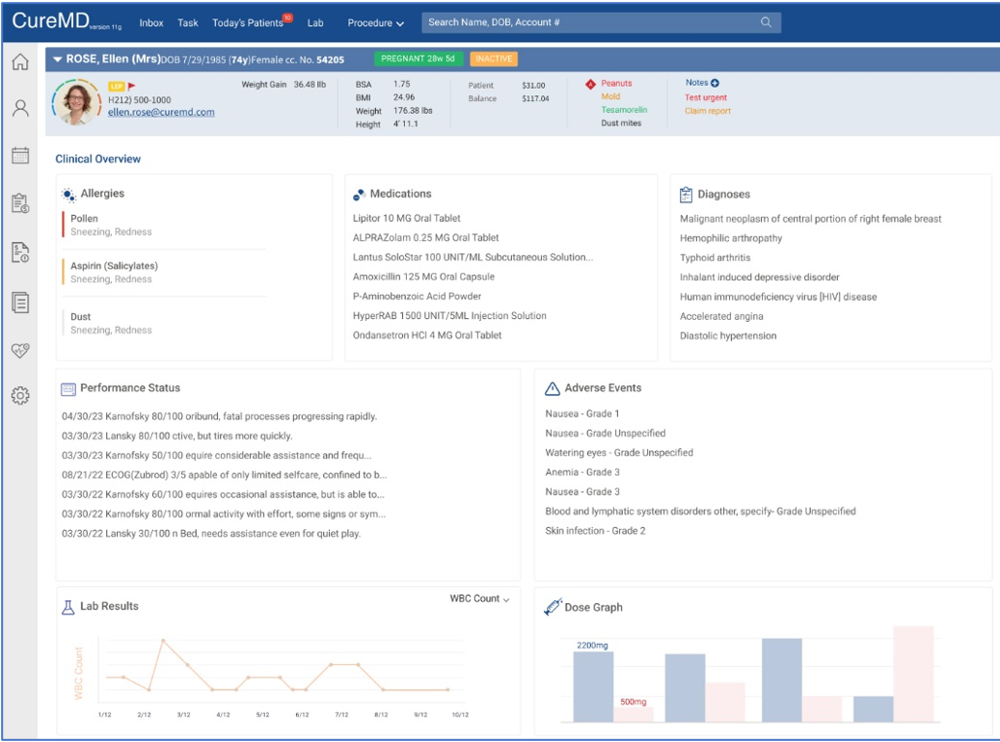 CureMD version 11g
Inbox Task Today's Patients 10 Lab Procedure Search Name, DOB, Account #
ROSE, Ellen (Mrs)DOB 7/29/1985 (74y)Female cc. No. 54205 PREGNANT 28w 5d INACTIVE
LEP
H212) 500-1000
ellen.rose@curemd.com
Weight Gain 36.48 lb
BSA 1.75
BMI 24.96
Weight 176.38 lbs
Height 4' 11.1
Patient $31.00
Balance $117.04
Peanuts
Mold
Tesamorelin
Dust mites
Notes
Test urgent
Claim report
Clinical Overview
Allergies
Pollen
Sneezing, Redness
Aspirin (Salicylates)
Sneezing, Redness
Dust
Sneezing, Redness
Medications
Lipitor 10 MG Oral Tablet
ALPRAZolam 0.25 MG Oral Tablet
Lantus SoloStar 100 UNIT/ML Subcutaneous Solution...
Amoxicillin 125 MG Oral Capsule
P-Aminobenzoic Acid Powder
HyperRAB 1500 UNIT/5ML Injection Solution
Ondansetron HCl 4 MG Oral Tablet
Diagnoses
Malignant neoplasm of central portion of right female breast
Hemophilic arthropathy
Typhoid arthritis
Inhalant induced depressive disorder
Human immunodeficiency virus [HIV] disease
Accelerated angina
Diastolic hypertension
Performance Status
04/30/23 Karnofsky 80/100 oribund, fatal processes progressing rapidly.
03/30/23 Lansky 80/100 ctive, but tires more quickly.
03/30/23 Karnofsky 50/100 equire considerable assistance and frequ...
08/21/22 ECOG(Zubrod) 3/5 apable of only limited selfcare, confined to b...
03/30/22 Karnofsky 60/100 equires occasional assistance, but is able to...
03/30/22 Karnofsky 80/100 ormal activity with effort, some signs or sym...
03/30/22 Lansky 30/100 n Bed, needs assistance even for quiet play.
Adverse Events
Nausea - Grade 1
Nausea - Grade Unspecified
Watering eyes - Grade Unspecified
Anemia - Grade 3
Nausea - Grade 3
Blood and lymphatic system disorders other, specify- Grade Unspecified
Skin infection - Grade 2
Lab Results
WBC Count
WBC Count
1/12 2/12 3/12 4/12 5/12 6/12 7/12 8/12 9/12 10/12
Dose Graph
2200mg
500mg